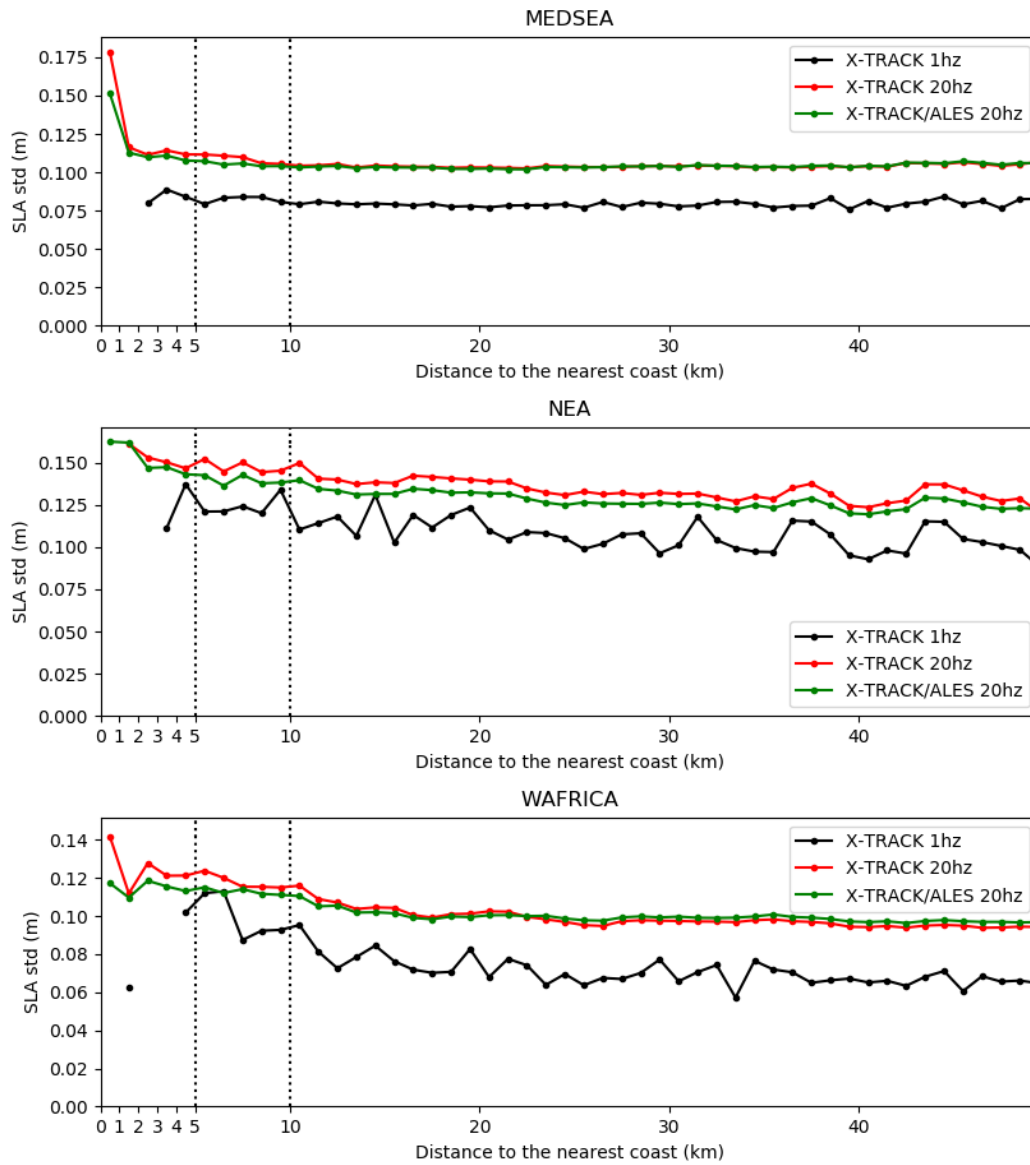 MEDSEA
0.175
0.150
0.125
0.100
0.075
0.050
0.025
0.000
SLA std (m)
X-TRACK 1hz
X-TRACK 20hz
X-TRACK/ALES 20hz
0 1 2 3 4 5 10 20 30 40
Distance to the nearest coast (km)
NEA
0.150
0.125
0.100
0.075
0.050
0.025
0.000
SLA std (m)
X-TRACK 1hz
X-TRACK 20hz
X-TRACK/ALES 20hz
0 1 2 3 4 5 10 20 30 40
Distance to the nearest coast (km)
WAFRICA
0.14
0.12
0.10
0.08
0.06
0.04
0.02
0.00
SLA std (m)
X-TRACK 1hz
X-TRACK 20hz
X-TRACK/ALES 20hz
0 1 2 3 4 5 10 20 30 40
Distance to the nearest coast (km)